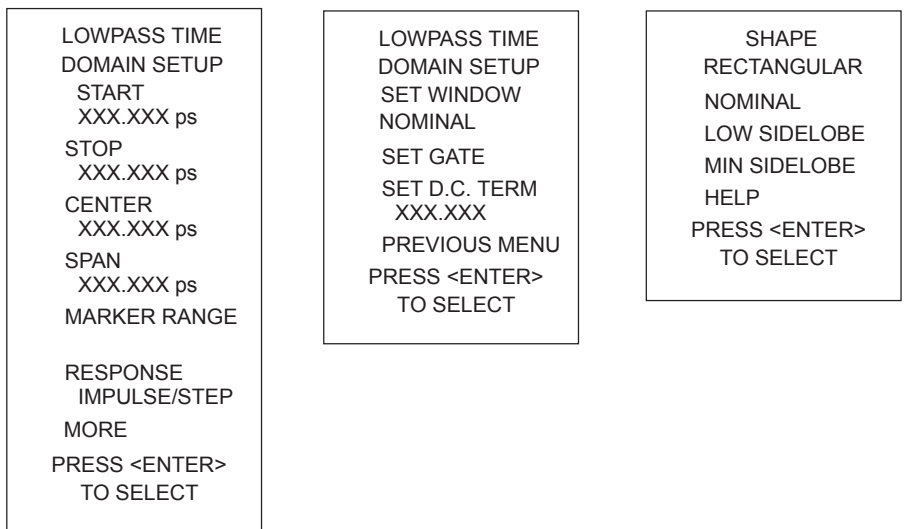 LOWPASS TIME
DOMAIN SETUP
START
XXX.XXX ps
STOP
XXX.XXX ps
CENTER
XXX.XXX ps
SPAN
XXX.XXX ps
MARKER RANGE
RESPONSE
IMPULSE/STEP
MORE
PRESS <ENTER>
TO SELECT
LOWPASS TIME
DOMAIN SETUP
SET WINDOW
NOMINAL
SET GATE
SET D.C. TERM
XXX.XXX
PREVIOUS MENU
PRESS <ENTER>
TO SELECT
SHAPE
RECTANGULAR
NOMINAL
LOW SIDELOBE
MIN SIDELOBE
HELP
PRESS <ENTER>
TO SELECT